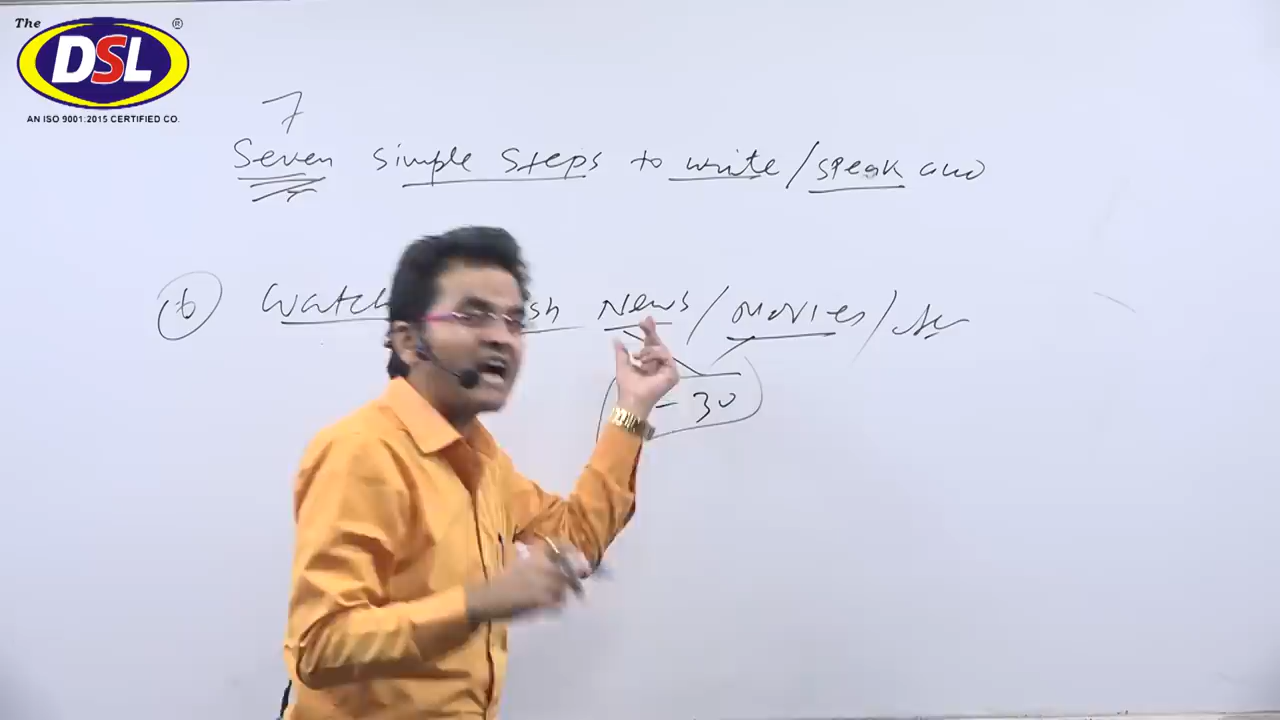 The DSL ®
AN ISO 9001:2015 CERTIFIED CO.
7
Seven simple steps to write/speak
Watch News/Movies/
- 30